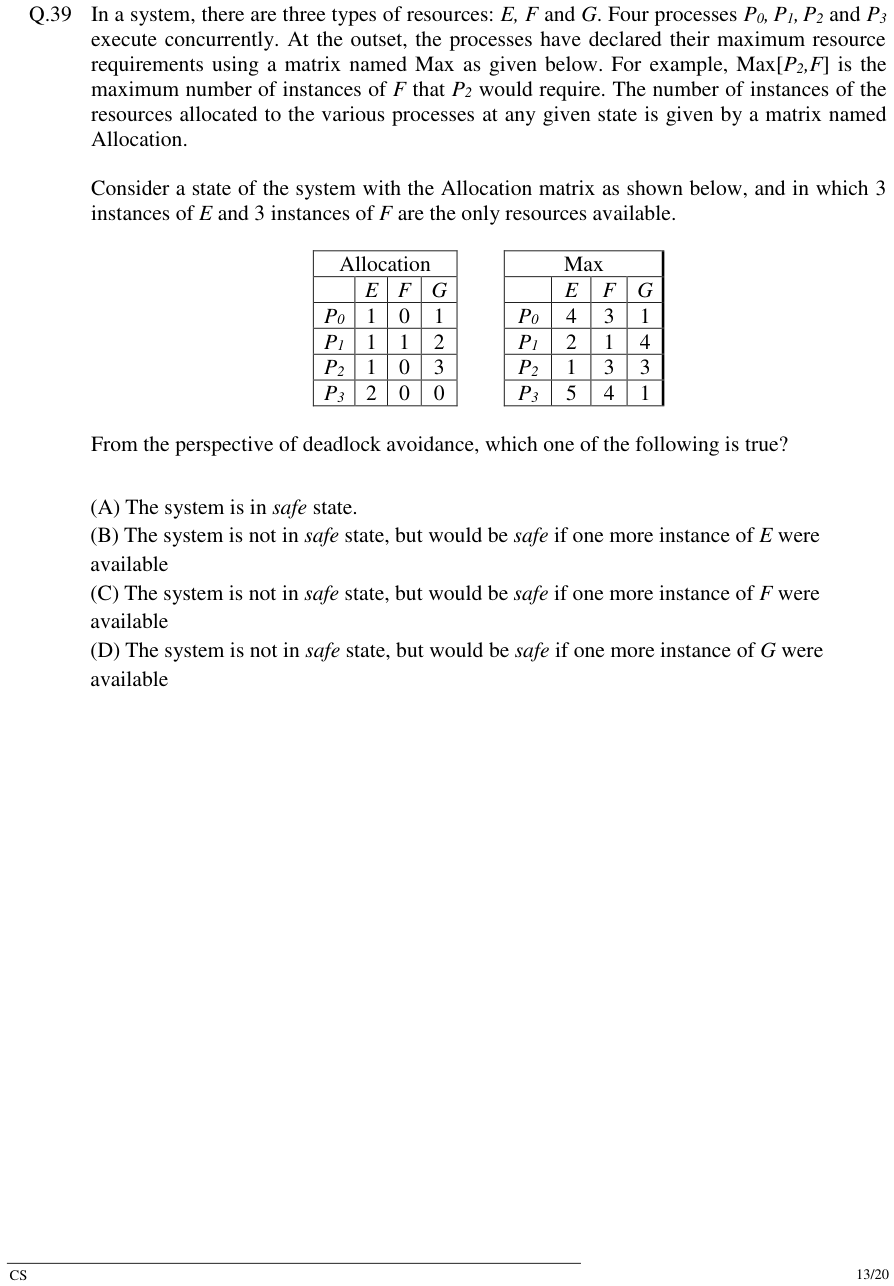 Q.39 In a system, there are three types of resources: E, F and G. Four processes P0, P1, P2 and P3
execute concurrently. At the outset, the processes have declared their maximum resource
requirements using a matrix named Max as given below. For example, Max[P2,F] is the
maximum number of instances of F that P2 would require. The number of instances of the
resources allocated to the various processes at any given state is given by a matrix named
Allocation.
Consider a state of the system with the Allocation matrix as shown below, and in which 3
instances of E and 3 instances of F are the only resources available.
Allocation Max
E F G E F G
P0 1 0 1 P0 4 3 1
P1 1 1 2 P1 2 1 4
P2 1 0 3 P2 1 3 3
P3 2 0 0 P3 5 4 1
From the perspective of deadlock avoidance, which one of the following is true?
(A) The system is in safe state.
(B) The system is not in safe state, but would be safe if one more instance of E were
available
(C) The system is not in safe state, but would be safe if one more instance of F were
available
(D) The system is not in safe state, but would be safe if one more instance of G were
available
CS 13/20